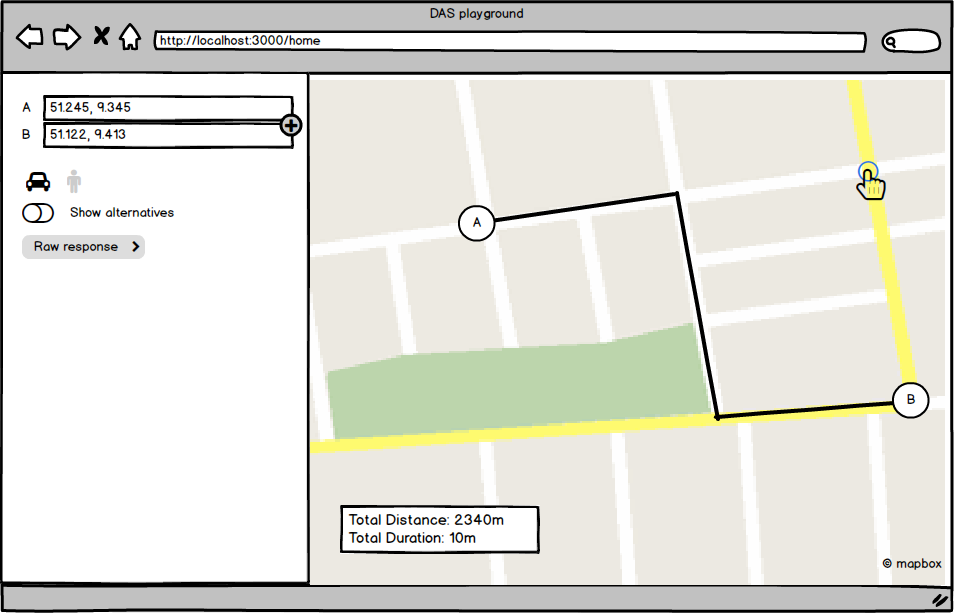 DAS playground
http://localhost:3000/home
A 51.245, 9.345
B 51.122, 9.413
Show alternatives
Raw response
A
B
Total Distance: 2340m
Total Duration: 10m
© mapbox